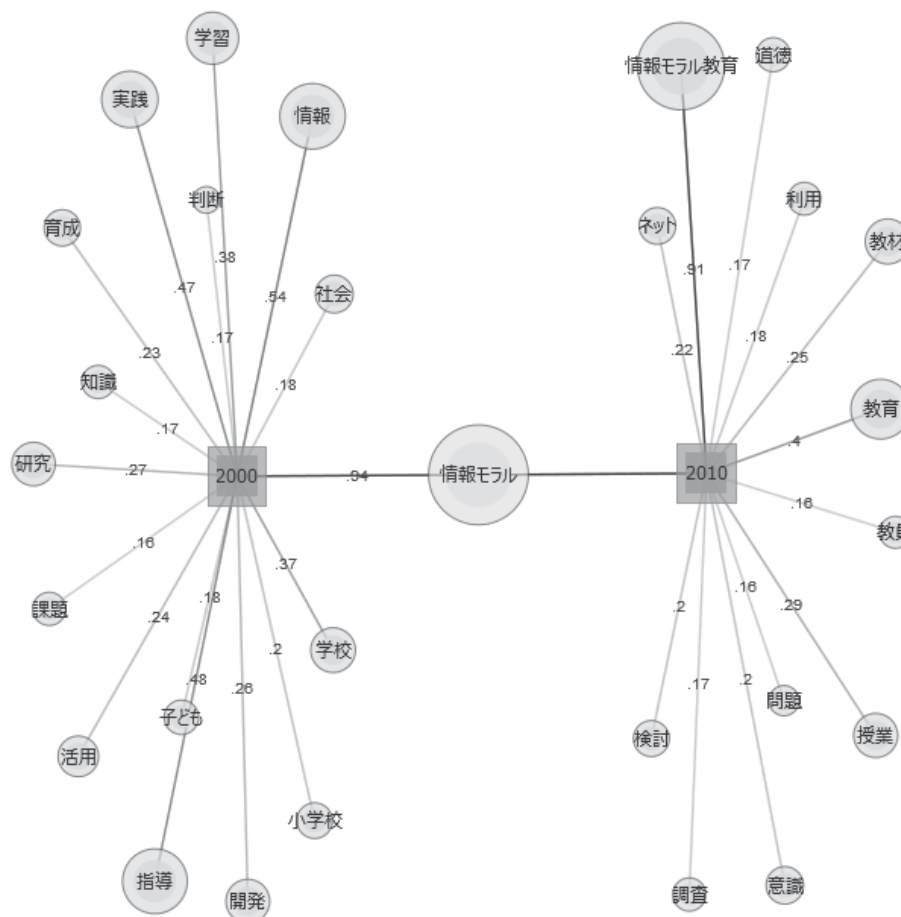 学習
情報モラル教育
道徳
実践
情報
判断
利用
育成
ネット
教材
.38
.91
.17
.47
.54
社会
.17
.18
.23
.22
.25
知識
.18
教育
.17
.4
研究
.27
2000
.94
情報モラル
2010
.16
.16
.37
.16
課題
.18
.2
.29
.24
.2
学校
.48
.26
.17
.2
子ども
問題
活用
検討
授業
小学校
指導
開発
調査
意識